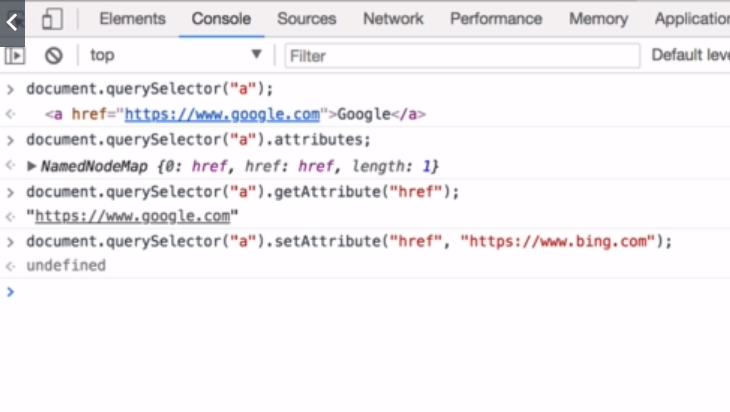 Elements Console Sources Network Performance Memory Application
top Filter Default leve
> document.querySelector("a");
<a href="https://www.google.com">Google</a>
> document.querySelector("a").attributes;
▶ NamedNodeMap {0: href, href: href, length: 1}
> document.querySelector("a").getAttribute("href");
"https://www.google.com"
> document.querySelector("a").setAttribute("href", "https://www.bing.com");
undefined
>